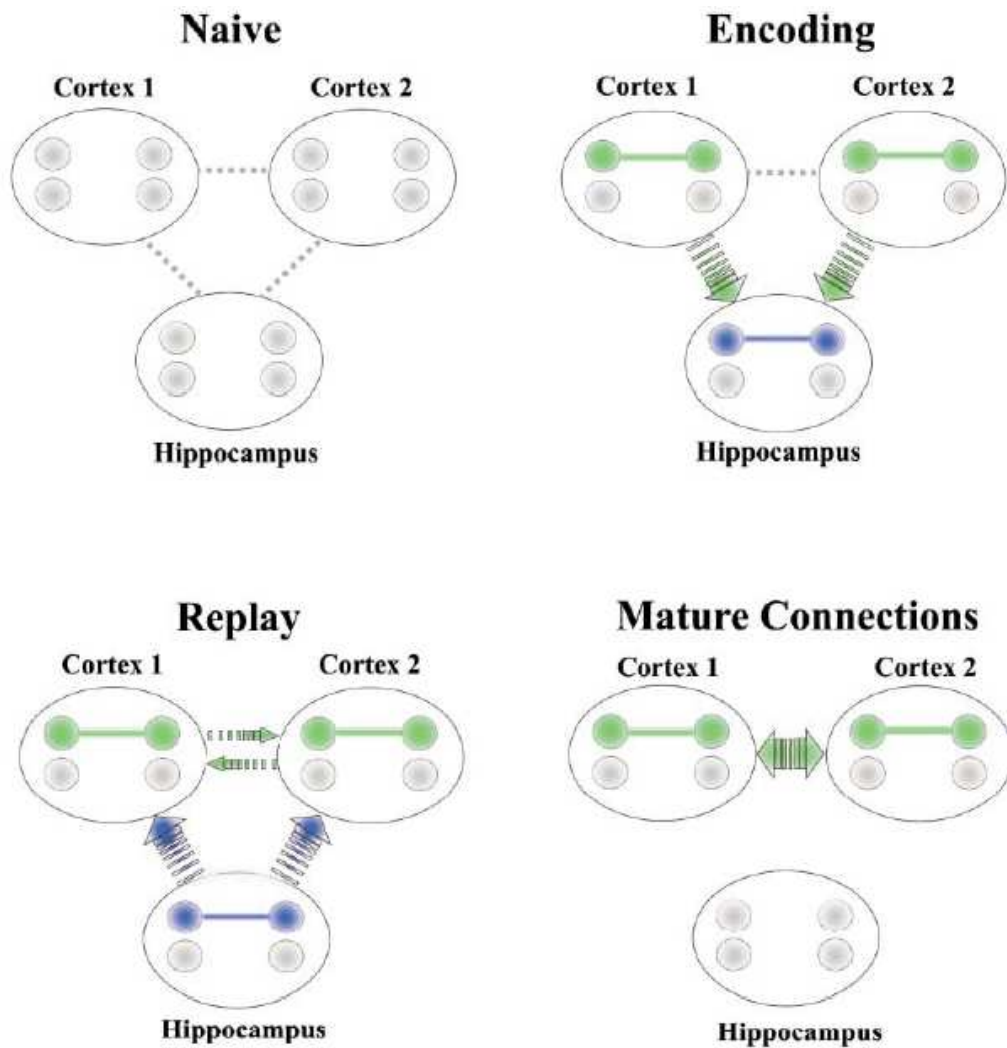 Naive
Cortex 1
Cortex 2
Hippocampus
Encoding
Cortex 1
Cortex 2
Hippocampus
Replay
Cortex 1
Cortex 2
Hippocampus
Mature Connections
Cortex 1
Cortex 2
Hippocampus